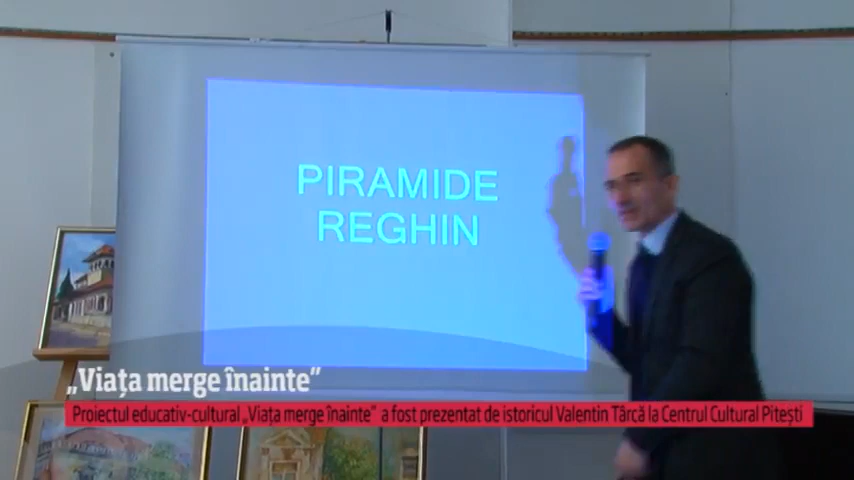 PIRAMIDE
REGHIN
„Viața merge înainte”
Proiectul educativ-cultural „Viața merge înainte” a fost prezentat de istoricul Valentin Târcă la Centrul Cultural Pitești